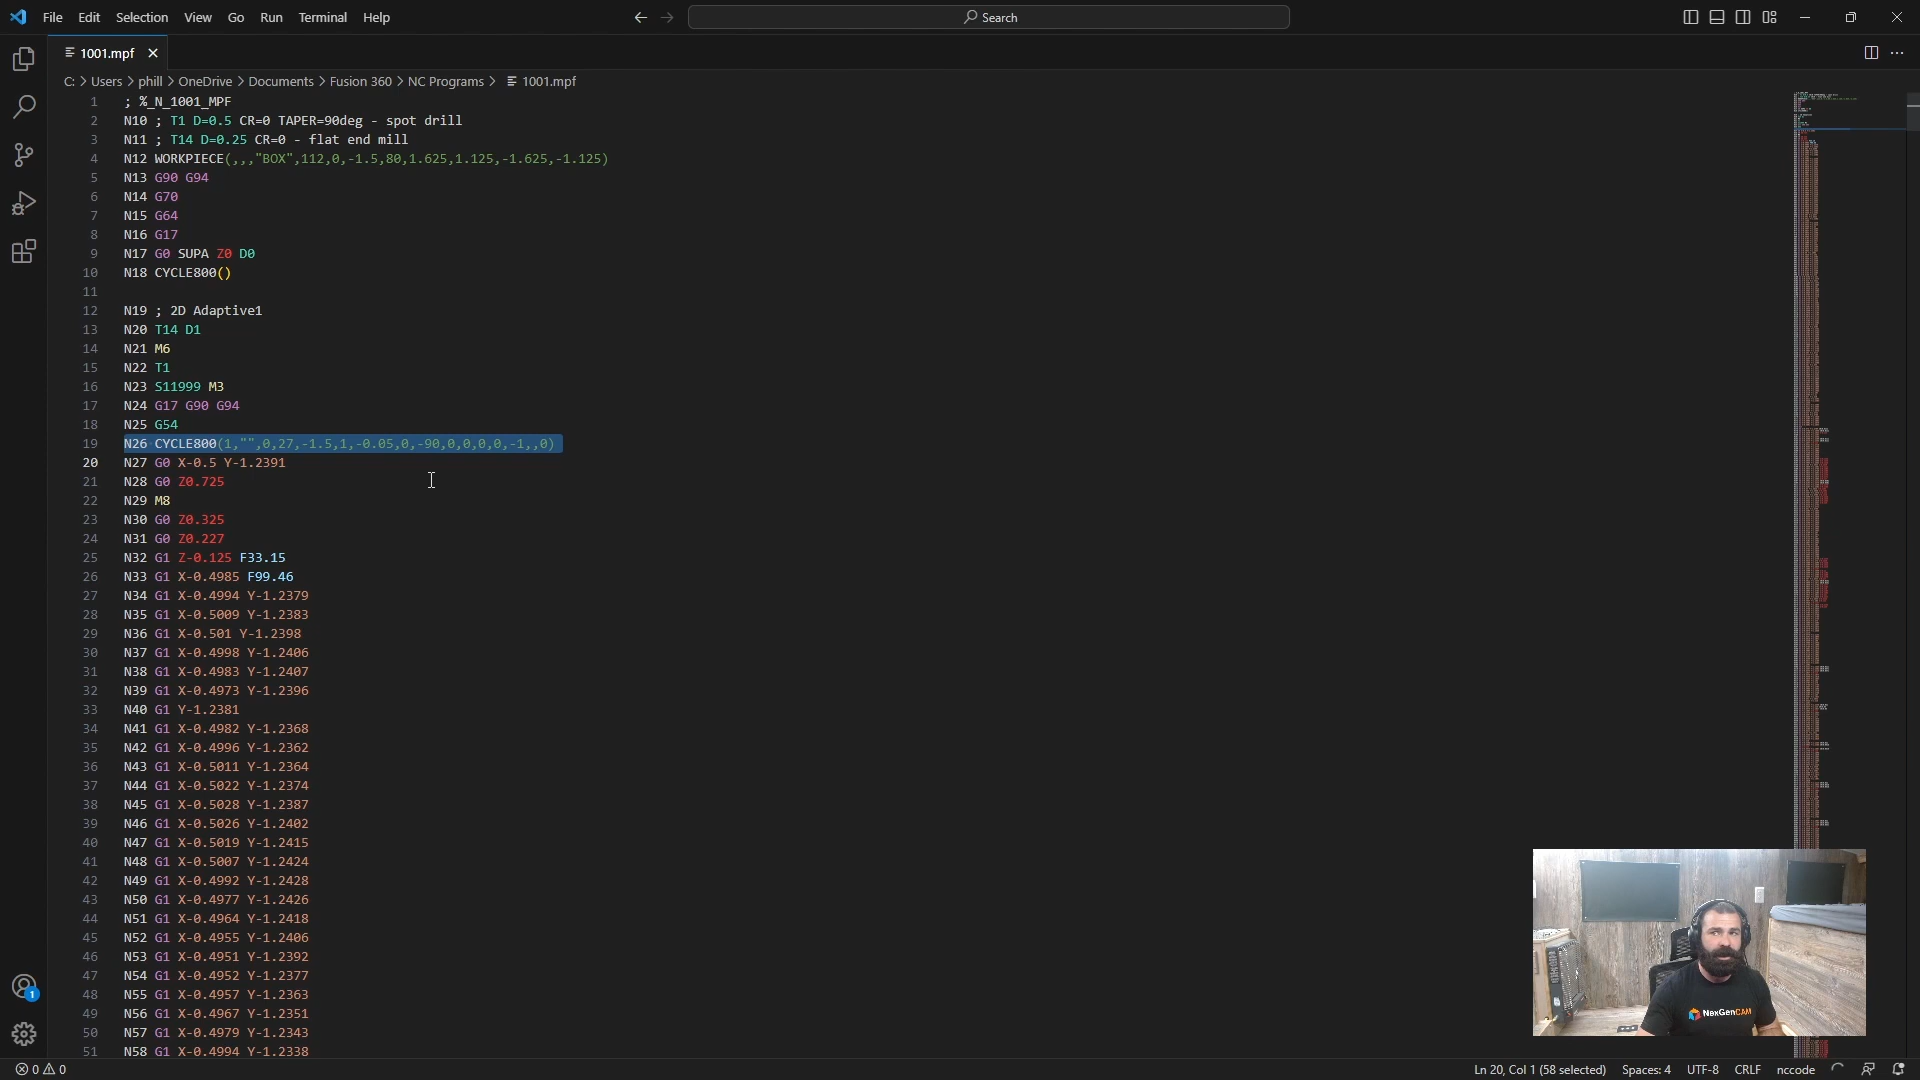 File Edit Selection View Go Run Terminal Help
Search
1001.mpf
C: > Users > phill > OneDrive > Documents > Fusion 360 > NC Programs > 1001.mpf
1 ; %_N_1001_MPF
2 N10 ; T1 D=0.5 CR=0 TAPER=90deg - spot drill
3 N11 ; T14 D=0.25 CR=0 - flat end mill
4 N12 WORKPIECE(,,,"BOX",112,0,-1.5,80,1.625,1.125,-1.625,-1.125)
5 N13 G90 G94
6 N14 G70
7 N15 G64
8 N16 G17
9 N17 G0 SUPA Z0 D0
10 N18 CYCLE800()
11
12 N19 ; 2D Adaptive1
13 N20 T14 D1
14 N21 M6
15 N22 T1
16 N23 S11999 M3
17 N24 G17 G90 G94
18 N25 G54
19 N26 CYCLE800(1,"",0,27,-1.5,1,-0.05,0,-90,0,0,0,0,-1,,0)
20 N27 G0 X-0.5 Y-1.2391
21 N28 G0 Z0.725
22 N29 M8
23 N30 G0 Z0.325
24 N31 G0 Z0.227
25 N32 G1 Z-0.125 F33.15
26 N33 G1 X-0.4985 F99.46
27 N34 G1 X-0.4994 Y-1.2379
28 N35 G1 X-0.5009 Y-1.2383
29 N36 G1 X-0.501 Y-1.2398
30 N37 G1 X-0.4998 Y-1.2406
31 N38 G1 X-0.4983 Y-1.2407
32 N39 G1 X-0.4973 Y-1.2396
33 N40 G1 Y-1.2381
34 N41 G1 X-0.4982 Y-1.2368
35 N42 G1 X-0.4996 Y-1.2362
36 N43 G1 X-0.5011 Y-1.2364
37 N44 G1 X-0.5022 Y-1.2374
38 N45 G1 X-0.5028 Y-1.2387
39 N46 G1 X-0.5026 Y-1.2402
40 N47 G1 X-0.5019 Y-1.2415
41 N48 G1 X-0.5007 Y-1.2424
42 N49 G1 X-0.4992 Y-1.2428
43 N50 G1 X-0.4977 Y-1.2426
44 N51 G1 X-0.4964 Y-1.2418
45 N52 G1 X-0.4955 Y-1.2406
46 N53 G1 X-0.4951 Y-1.2392
47 N54 G1 X-0.4952 Y-1.2377
48 N55 G1 X-0.4957 Y-1.2363
49 N56 G1 X-0.4967 Y-1.2351
50 N57 G1 X-0.4979 Y-1.2343
51 N58 G1 X-0.4994 Y-1.2338
NexGenCAM
1
0 0
Ln 20, Col 1 (58 selected) Spaces: 4 UTF-8 CRLF nccode